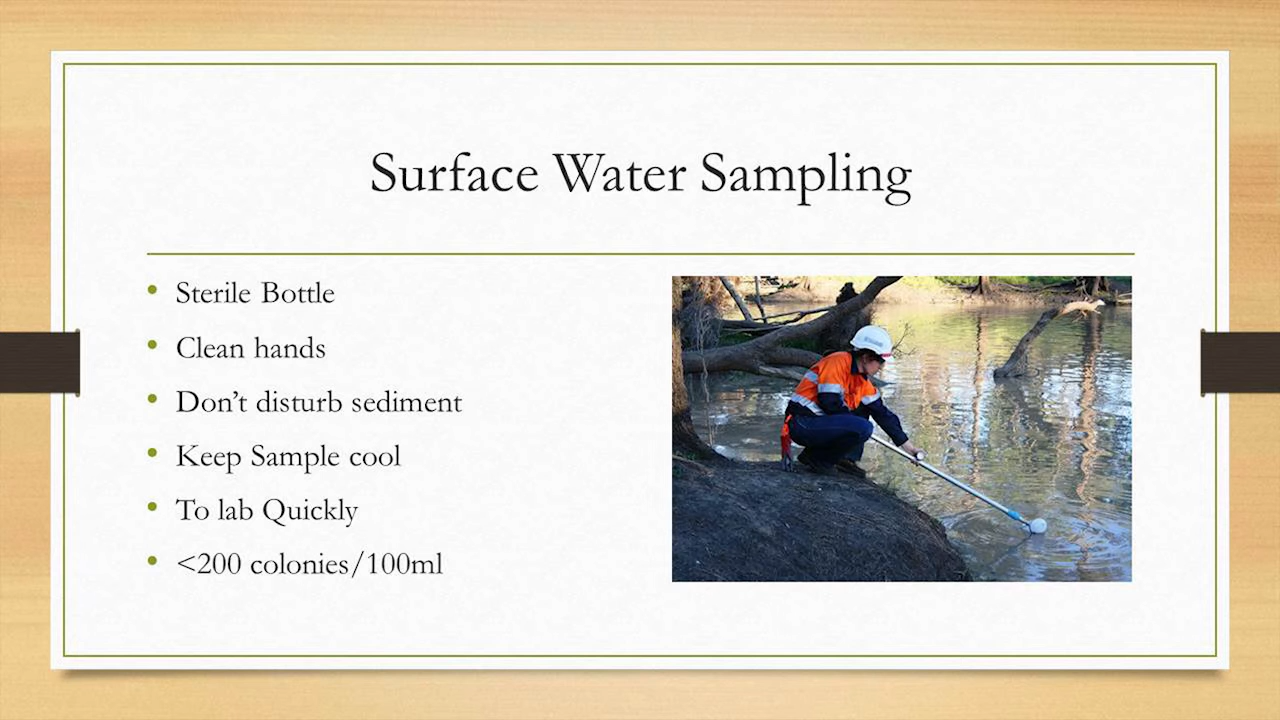 Surface Water Sampling
Sterile Bottle
Clean hands
Don’t disturb sediment
Keep Sample cool
To lab Quickly
<200 colonies/100ml